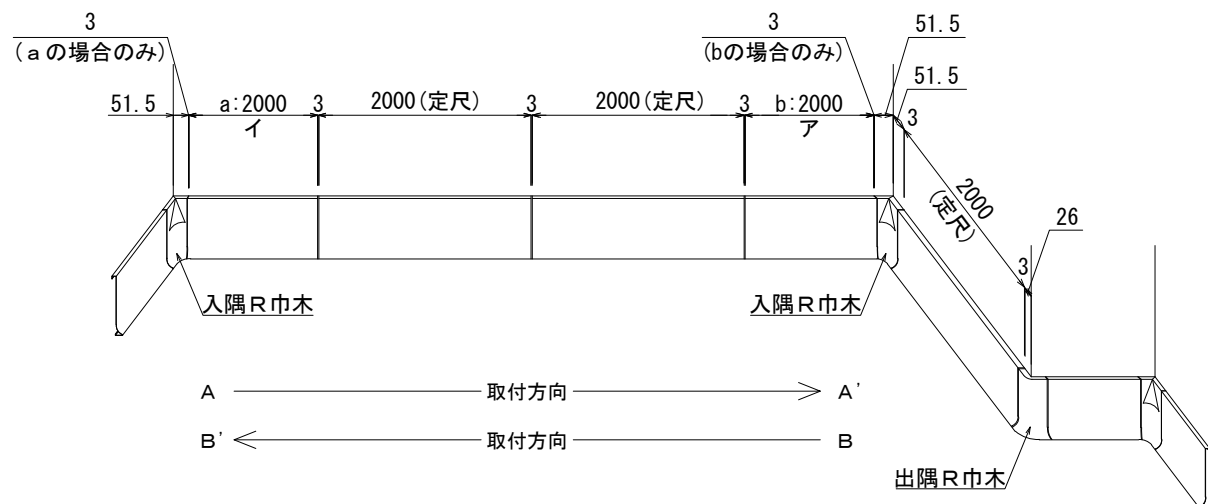 3
(aの場合のみ)
3
(bの場合のみ)
51.5
51.5
51.5
a:2000
イ
3
2000(定尺)
3
2000(定尺)
3
b:2000
ア
3
2000
(定尺)
3
26
入隅R巾木
入隅R巾木
A
取付方向
A'
B'
取付方向
B
出隅R巾木